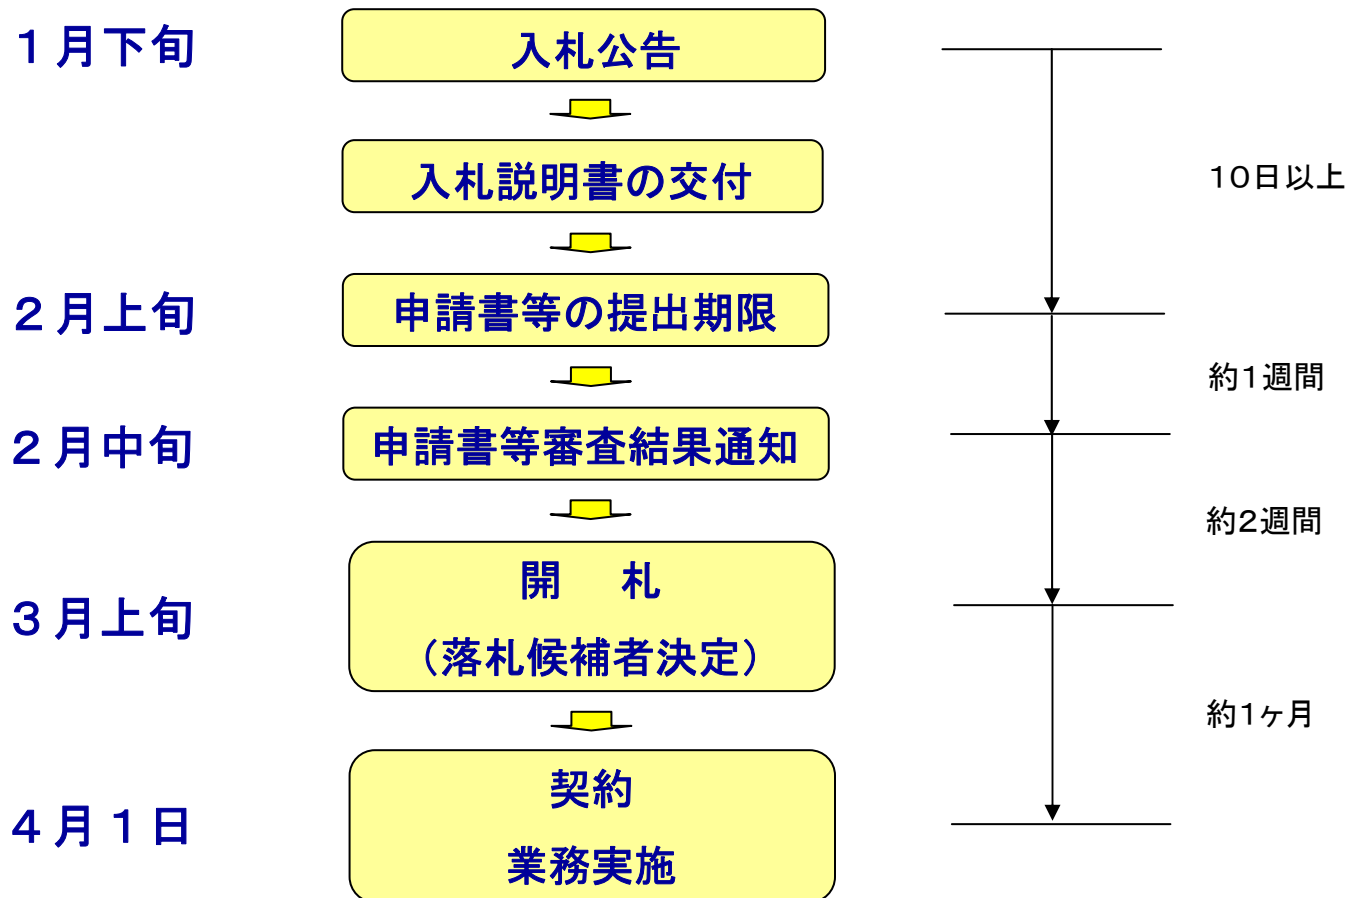 １月下旬
入札公告
入札説明書の交付
10日以上
２月上旬
申請書等の提出期限
約１週間
２月中旬
申請書等審査結果通知
約２週間
３月上旬
開　札
（落札候補者決定）
約１ヶ月
４月１日
契約
業務実施